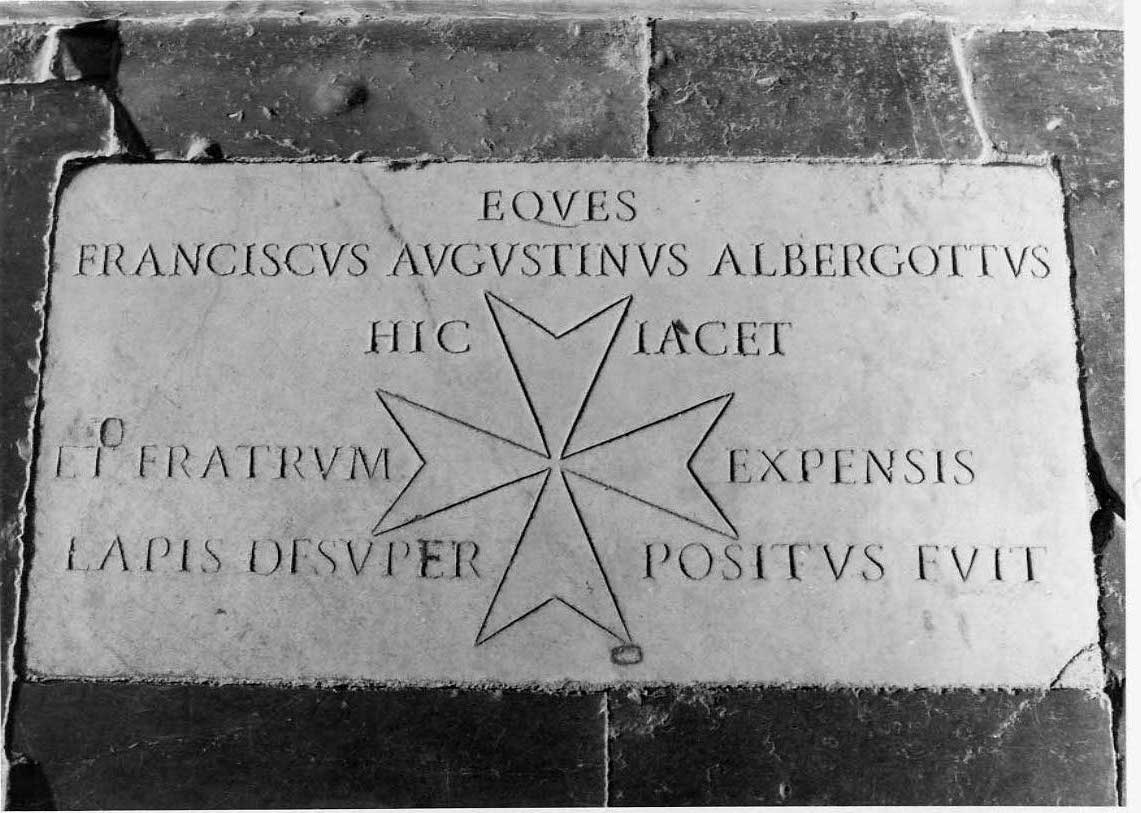 EQVES
FRANCISCVS AVGVSTINVS ALBERGOTTVS
HIC IACET
ET FRATRVM EXPENSIS
LAPIS DESVPER POSITVS FVIT